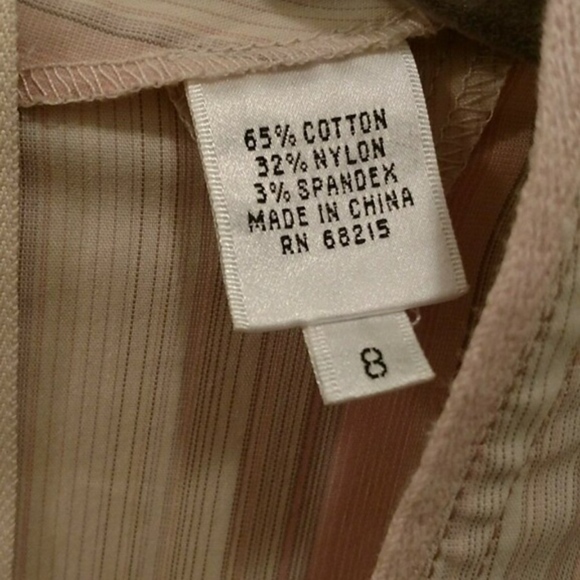 65% COTTON
32% NYLON
3% SPANDEX
MADE IN CHINA
RN 68215
8